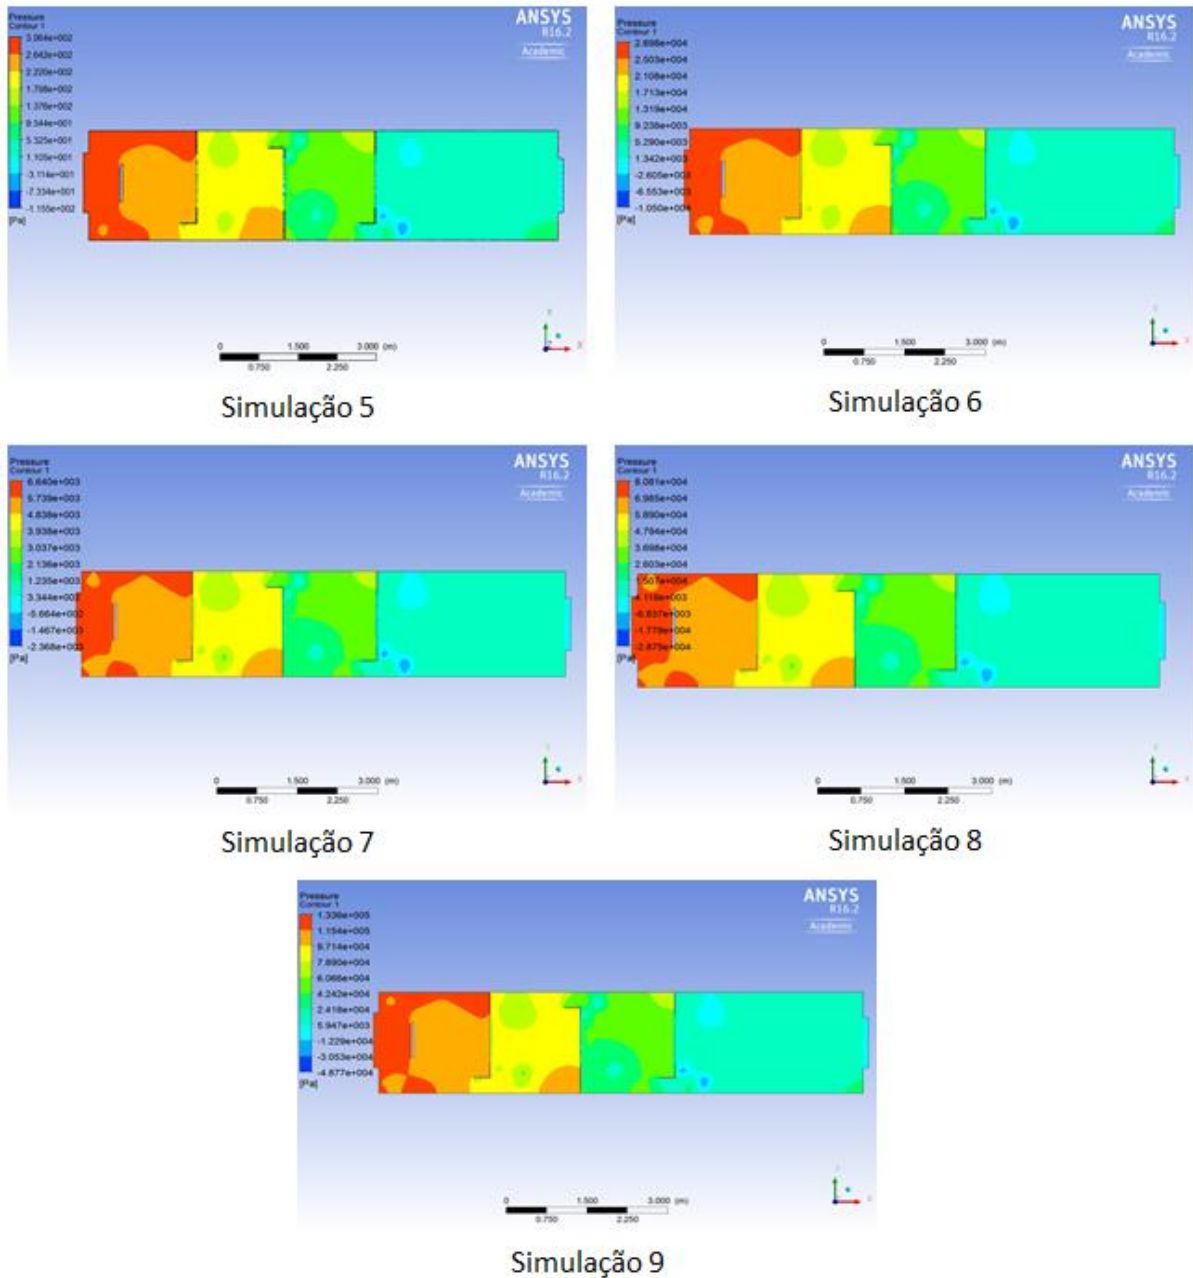 Pressure
Contour 1
3.064e+002
2.642e+002
2.220e+002
1.798e+002
1.376e+002
9.544e+001
5.325e+001
1.105e+001
-3.114e+001
-7.334e+001
-1.155e+002
[Pa]
ANSYS
R16.2
Academic
0 1.500 3.000 (m)
0.750 2.250
Simulação 5
Pressure
Contour 1
2.898e+004
2.503e+004
2.108e+004
1.713e+004
1.319e+004
9.238e+003
5.290e+003
1.342e+003
-2.605e+003
-6.553e+003
-1.050e+004
[Pa]
ANSYS
R16.2
Academic
0 1.500 3.000 (m)
0.750 2.250
Simulação 6
Pressure
Contour 1
6.640e+003
5.739e+003
4.838e+003
3.938e+003
3.037e+003
2.136e+003
1.235e+003
3.344e+002
-5.664e+002
-1.467e+003
-2.368e+003
[Pa]
ANSYS
R16.2
Academic
0 1.500 3.000 (m)
0.750 2.250
Simulação 7
Pressure
Contour 1
8.081e+004
6.985e+004
5.890e+004
4.794e+004
3.698e+004
2.603e+004
1.507e+004
4.118e+003
-6.837e+003
-1.779e+004
-2.875e+004
[Pa]
ANSYS
R16.2
Academic
0 1.500 3.000 (m)
0.750 2.250
Simulação 8
Pressure
Contour 1
1.336e+005
1.154e+005
9.714e+004
7.890e+004
6.066e+004
4.242e+004
2.418e+004
5.947e+003
-1.229e+004
-3.053e+004
-4.877e+004
[Pa]
ANSYS
R16.2
Academic
0 1.500 3.000 (m)
0.750 2.250
Simulação 9